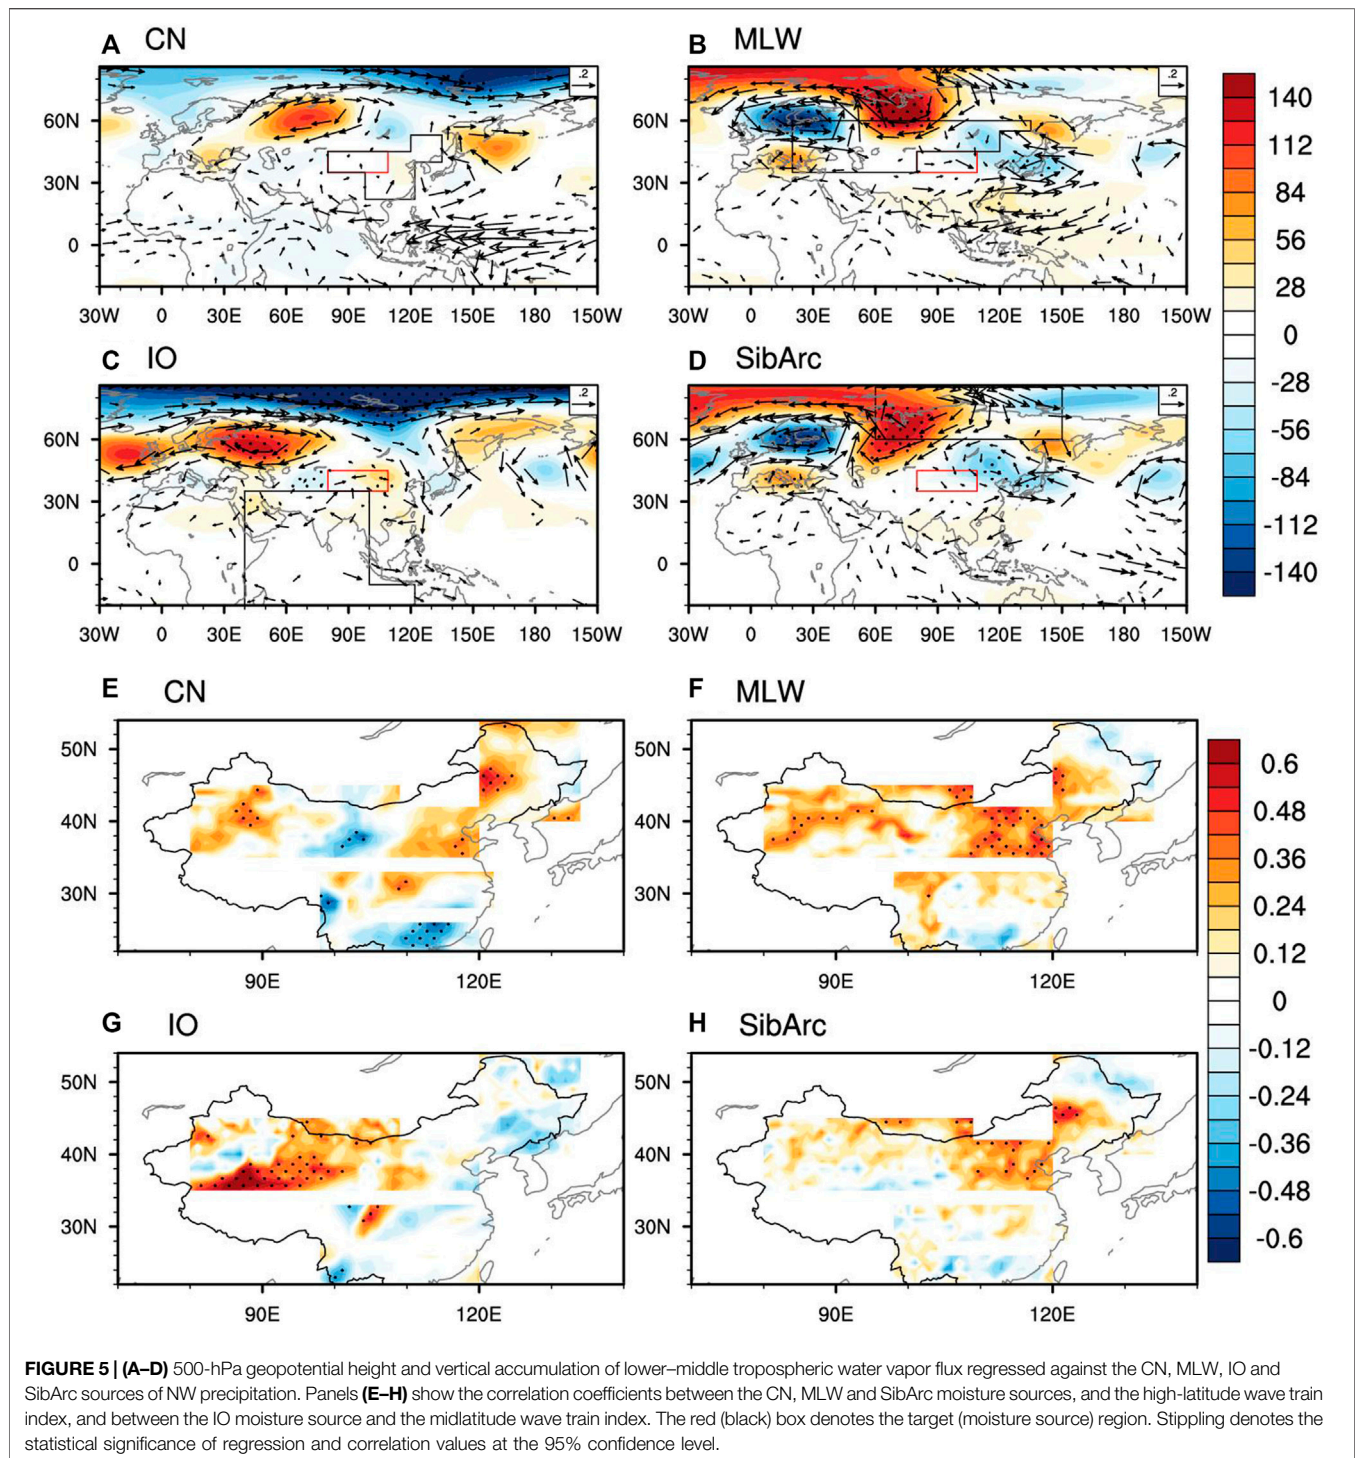 A CN
.2
60N
30N
0
30W 0 30E 60E 90E 120E 150E 180 150W
B MLW
.2
60N
30N
0
30W 0 30E 60E 90E 120E 150E 180 150W
C IO
.2
60N
30N
0
30W 0 30E 60E 90E 120E 150E 180 150W
D SibArc
.2
60N
30N
0
30W 0 30E 60E 90E 120E 150E 180 150W
140
112
84
56
28
0
-28
-56
-84
-112
-140
E CN
50N
40N
30N
90E 120E
F MLW
50N
40N
30N
90E 120E
G IO
50N
40N
30N
90E 120E
H SibArc
50N
40N
30N
90E 120E
0.6
0.48
0.36
0.24
0.12
0
-0.12
-0.24
-0.36
-0.48
-0.6
FIGURE 5 | (A–D) 500-hPa geopotential height and vertical accumulation of lower–middle tropospheric water vapor flux regressed against the CN, MLW, IO and
SibArc sources of NW precipitation. Panels (E–H) show the correlation coefficients between the CN, MLW and SibArc moisture sources, and the high-latitude wave train
index, and between the IO moisture source and the midlatitude wave train index. The red (black) box denotes the target (moisture source) region. Stippling denotes the
statistical significance of regression and correlation values at the 95% confidence level.